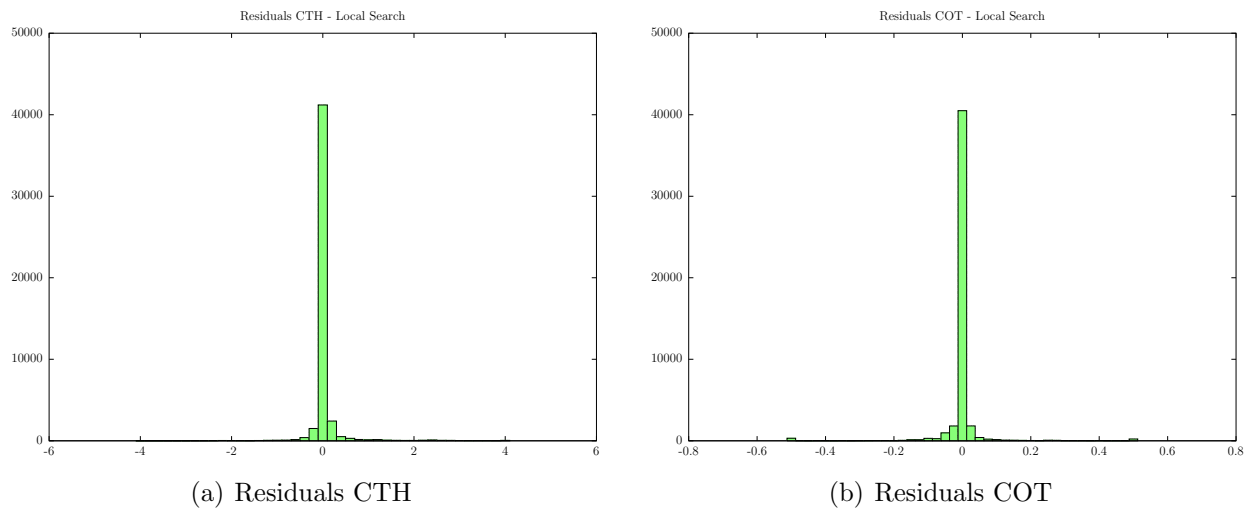 Residuals CTH - Local Search
50000
40000
30000
20000
10000
0
-6 -4 -2 0 2 4 6
(a) Residuals CTH
Residuals COT - Local Search
50000
40000
30000
20000
10000
0
-0.8 -0.6 -0.4 -0.2 0 0.2 0.4 0.6 0.8
(b) Residuals COT